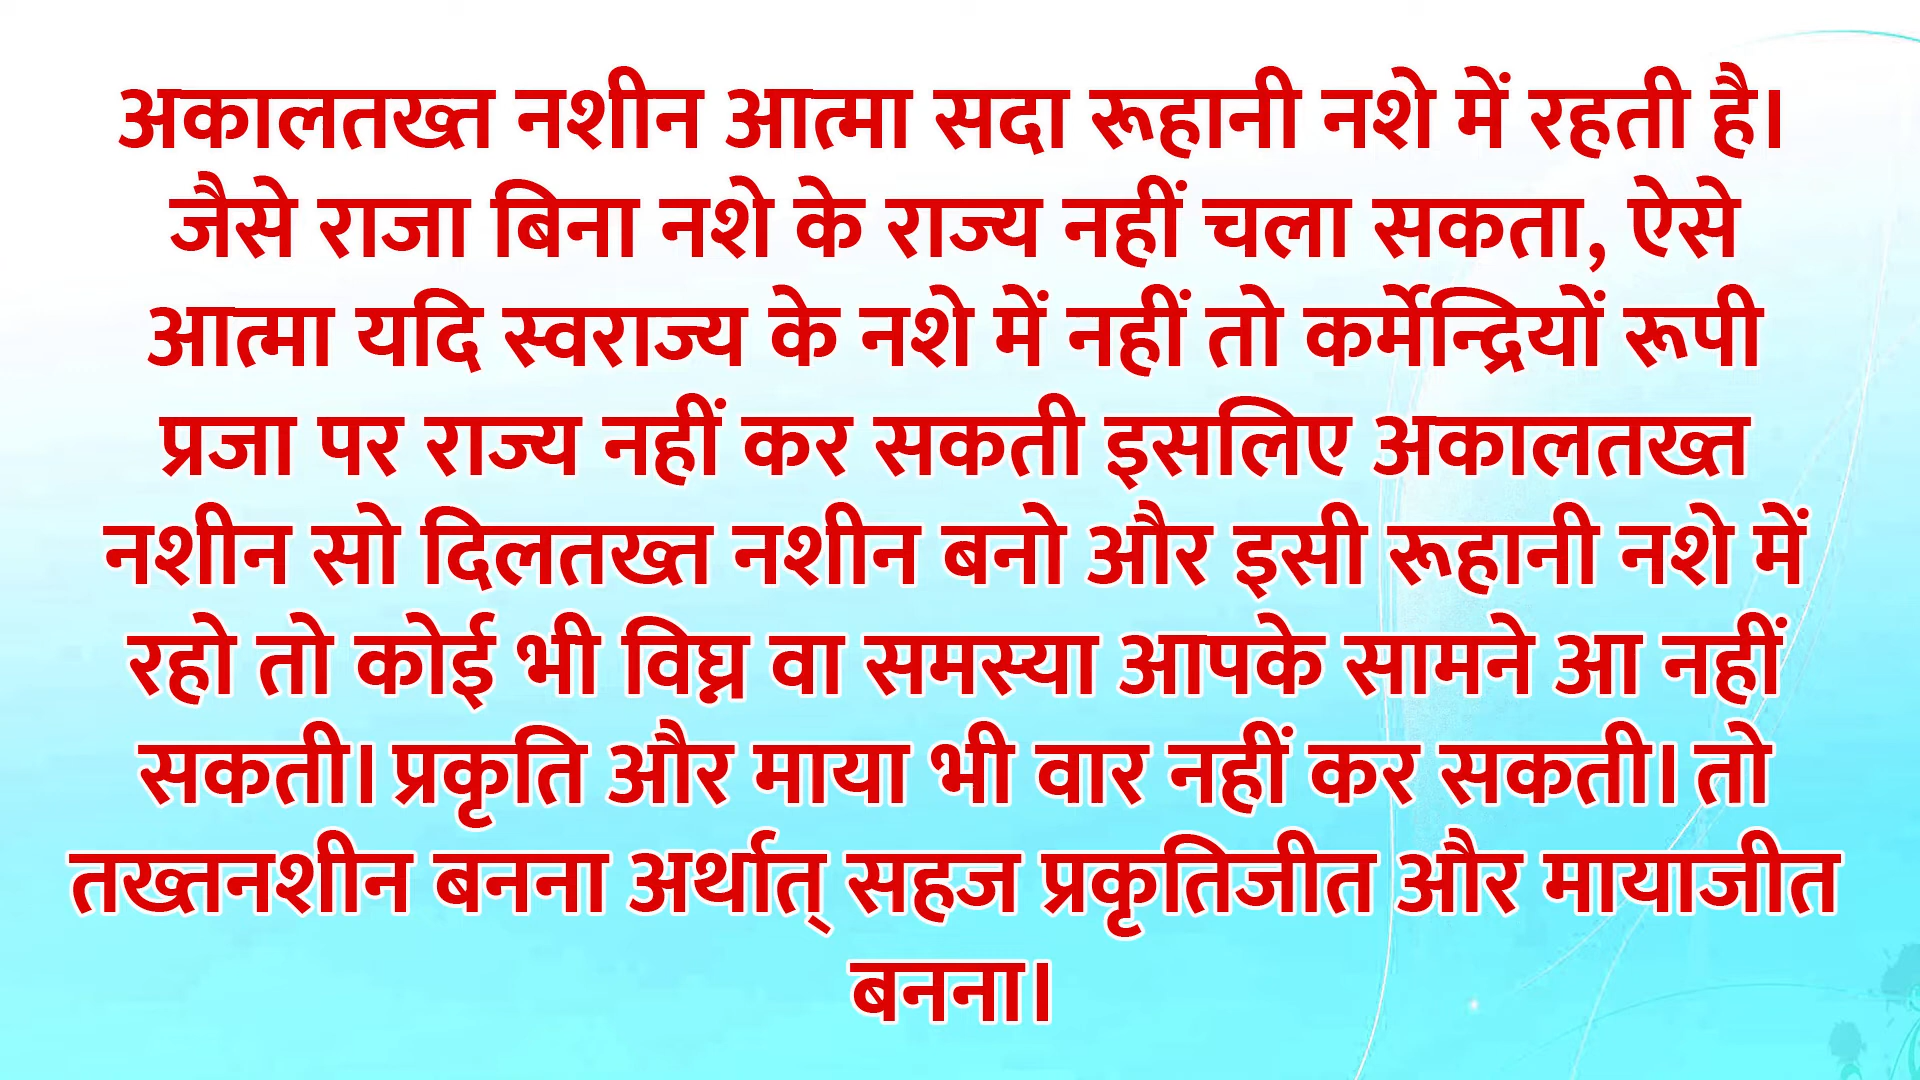 अकालतख्त नशीन आत्मा सदा रूहानी नशे में रहती है।
जैसे राजा बिना नशे के राज्य नहीं चला सकता, ऐसे
आत्मा यदि स्वराज्य के नशे में नहीं तो कर्मेन्द्रियों रूपी
प्रजा पर राज्य नहीं कर सकती इसलिए अकालतख्त
नशीन सो दिलतख्त नशीन बनो और इसी रूहानी नशे में
रहो तो कोई भी विघ्न वा समस्या आपके सामने आ नहीं
सकती। प्रकृति और माया भी वार नहीं कर सकती। तो
तख्तनशीन बनना अर्थात् सहज प्रकृतिजीत और मायाजीत
बनना।